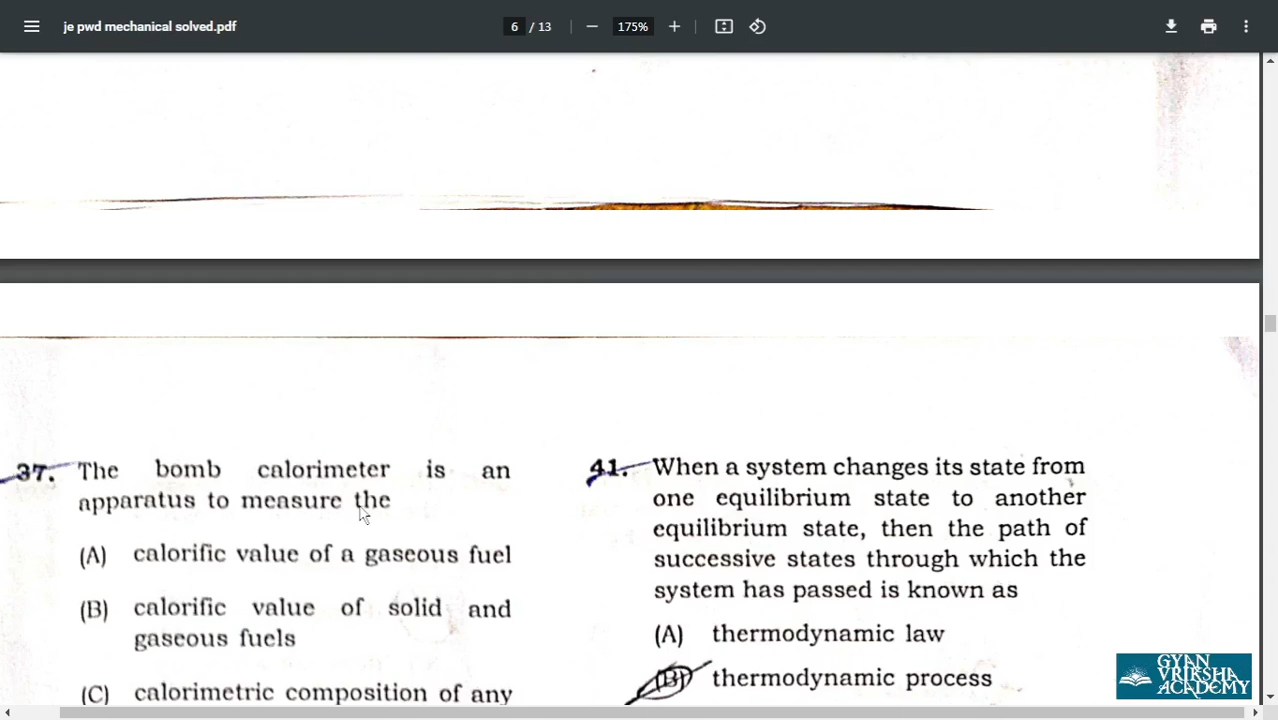 je pwd mechanical solved.pdf
6 / 13
175%
37. The bomb calorimeter is an
apparatus to measure the
(A) calorific value of a gaseous fuel
(B) calorific value of solid and
gaseous fuels
(C) calorimetric composition of any
41. When a system changes its state from
one equilibrium state to another
equilibrium state, then the path of
successive states through which the
system has passed is known as
(A) thermodynamic law
(B) thermodynamic process
GYAN
VRIKSHA
ACADEMY